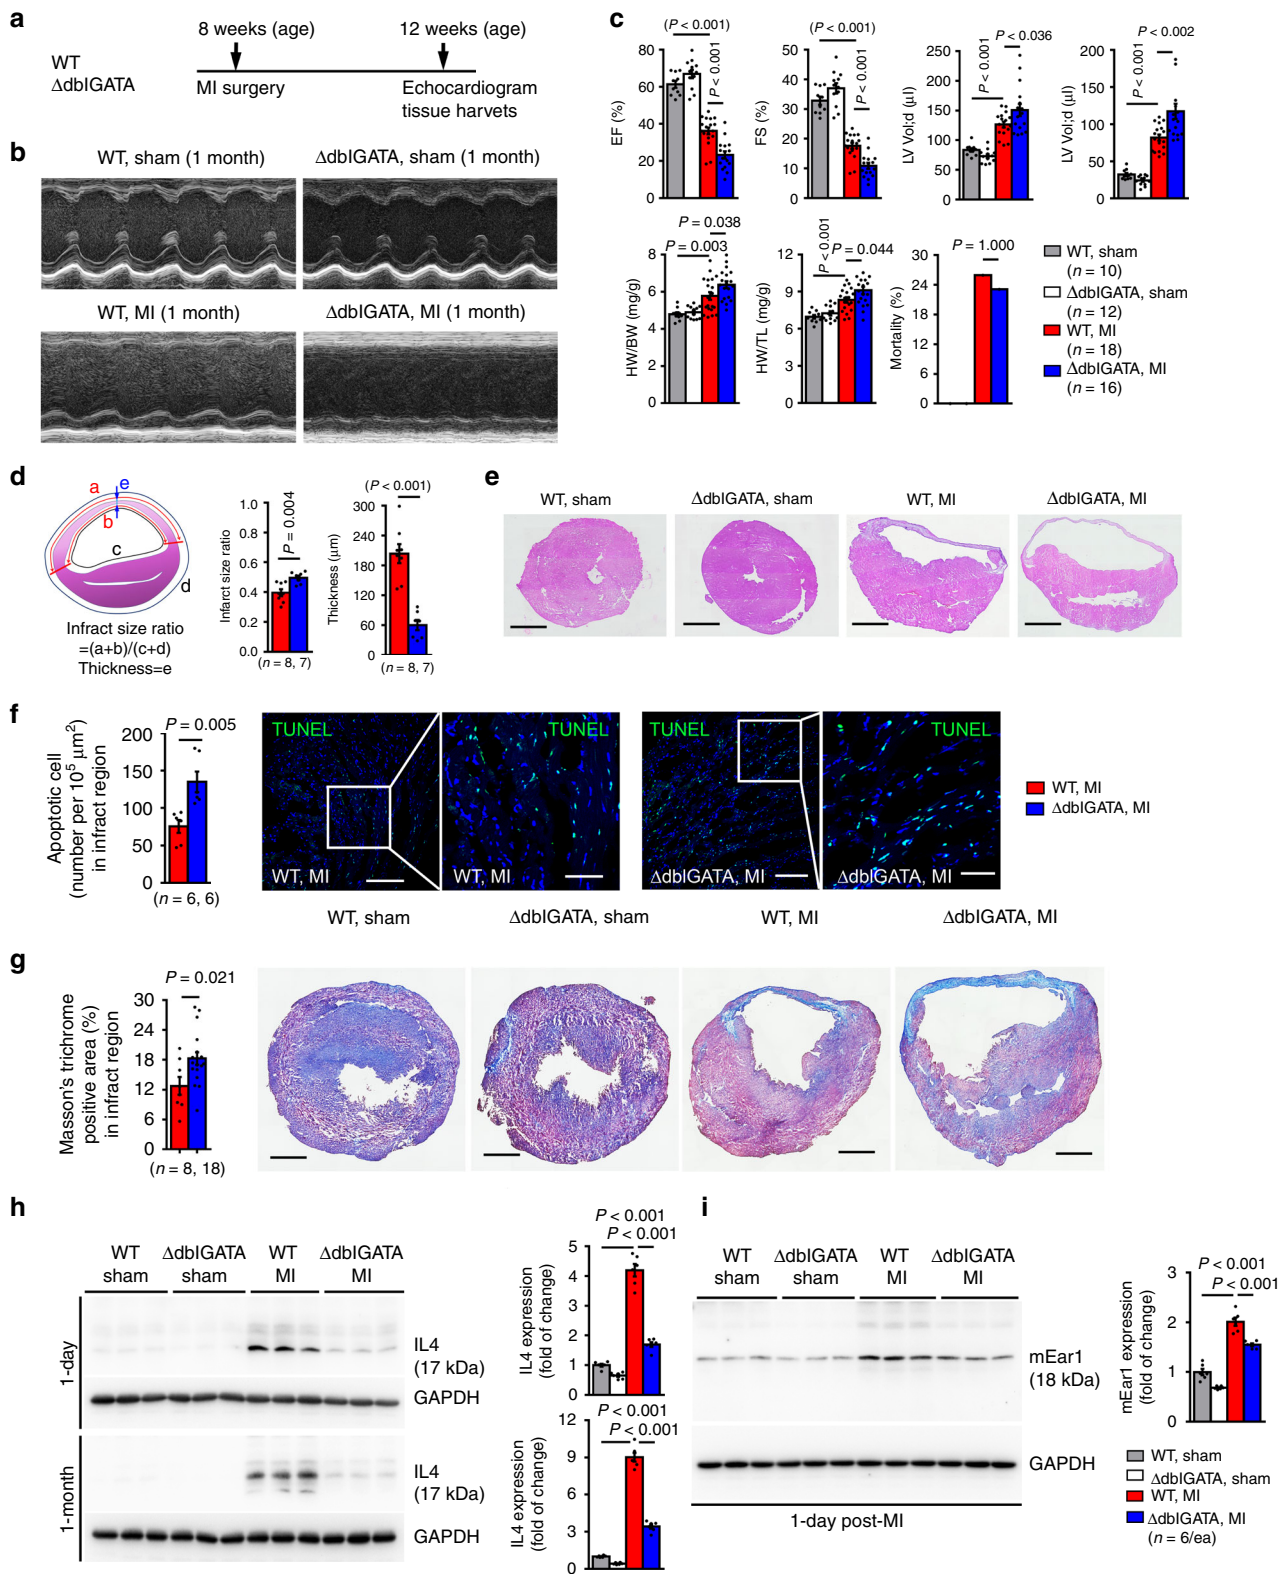 a
WT
ΔdblGATA
8 weeks (age)
12 weeks (age)
MI surgery
Echocardiogram
tissue harvets
b
WT, sham (1 month)
ΔdblGATA, sham (1 month)
WT, MI (1 month)
ΔdblGATA, MI (1 month)
c
(P < 0.001)
P < 0.001
EF (%)
80
60
40
20
0
(P < 0.001)
P < 0.001
FS (%)
50
40
30
20
10
0
P < 0.036
P < 0.001
LV Vol;d (µl)
250
200
150
100
50
0
P < 0.002
P < 0.001
LV Vol;d (µl)
200
150
100
50
0
P = 0.038
P = 0.003
HW/BW (mg/g)
8
6
4
2
0
P < 0.001
P = 0.044
HW/TL (mg/g)
12
9
6
3
0
P = 1.000
Mortality (%)
30
24
18
12
6
0
WT, sham
(n = 10)
ΔdblGATA, sham
(n = 12)
WT, MI
(n = 18)
ΔdblGATA, MI
(n = 16)
d
a
e
b
c
d
Infract size ratio
=(a+b)/(c+d)
Thickness=e
P = 0.004
Infarct size ratio
1.0
0.8
0.6
0.4
0.2
0
(n = 8, 7)
(P < 0.001)
Thickness (µm)
300
240
180
120
60
0
(n = 8, 7)
e
WT, sham
ΔdblGATA, sham
WT, MI
ΔdblGATA, MI
f
P = 0.005
Apoptotic cell
(number per 10⁵ µm²)
in infract region
200
150
100
50
0
(n = 6, 6)
TUNEL
WT, MI
TUNEL
WT, MI
TUNEL
ΔdblGATA, MI
TUNEL
ΔdblGATA, MI
WT, MI
ΔdblGATA, MI
WT, sham
ΔdblGATA, sham
WT, MI
ΔdblGATA, MI
g
P = 0.021
Masson's trichrome
positive area (%)
in infract region
30
24
18
12
6
0
(n = 8, 18)
h
WT
sham
ΔdblGATA
sham
WT
MI
ΔdblGATA
MI
1-day
IL4
(17 kDa)
GAPDH
1-month
IL4
(17 kDa)
GAPDH
P < 0.001
P < 0.001
IL4 expression
(fold of change)
5
4
3
2
1
0
P < 0.001
P < 0.001
IL4 expression
(fold of change)
12
9
6
3
0
i
WT
sham
ΔdblGATA
sham
WT
MI
ΔdblGATA
MI
mEar1
(18 kDa)
GAPDH
1-day post-MI
P < 0.001
P < 0.001
mEar1 expression
(fold of change)
3
2
1
0
WT, sham
ΔdblGATA, sham
WT, MI
ΔdblGATA, MI
(n = 6/ea)